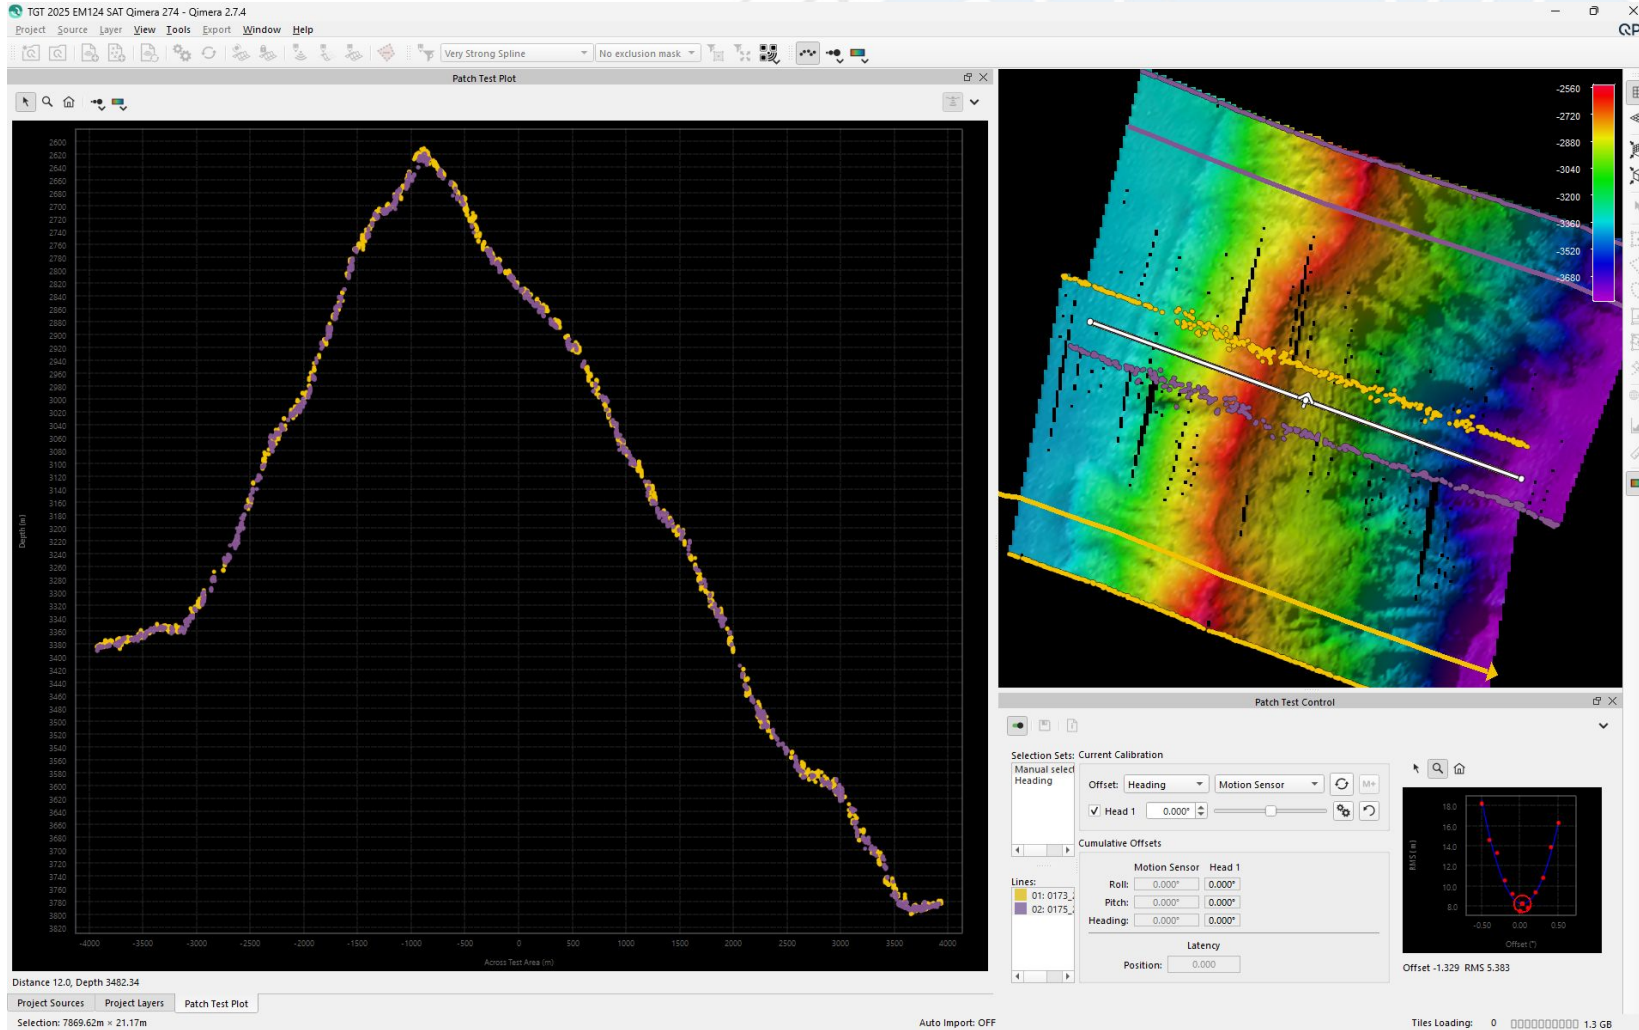 TGT 2025 EM124 SAT Qimera 274 - Qimera 2.7.4
Project Source Layer View Tools Export Window Help
Very Strong Spline
No exclusion mask
Patch Test Plot
2600
2620
2640
2660
2680
2700
2720
2740
2760
2780
2800
2820
2840
2860
2880
2900
2920
2940
2960
2980
3000
3020
3040
3060
3080
3100
3120
3140
3160
3180
3200
3220
3240
3260
3280
3300
3320
3340
3360
3380
3400
3420
3440
3460
3480
3500
3520
3540
3560
3580
3600
3620
3640
3660
3680
3700
3720
3740
3760
3780
3800
3820
Depth (m)
-4000 -3500 -3000 -2500 -2000 -1500 -1000 -500 0 500 1000 1500 2000 2500 3000 3500 4000
Across Test Area (m)
Distance 12.0, Depth 3482.34
Project Sources Project Layers Patch Test Plot
Selection: 7869.62m × 21.17m
Auto Import: OFF
-2560
-2720
-2880
-3040
-3200
-3360
-3520
-3680
Patch Test Control
Selection Sets:
Manual select
Heading
Current Calibration
Offset: Heading Motion Sensor
M+
Head 1 0.000°
Cumulative Offsets
Motion Sensor Head 1
Roll: 0.000° 0.000°
Pitch: 0.000° 0.000°
Heading: 0.000° 0.000°
Latency
Position: 0.000
Lines:
01: 0173_2
02: 0175_2
18.0
16.0
14.0
12.0
10.0
8.0
RMS (m)
-0.50 0.00 0.50
Offset (°)
Offset -1.329 RMS 5.383
Tiles Loading: 0
1.3 GB